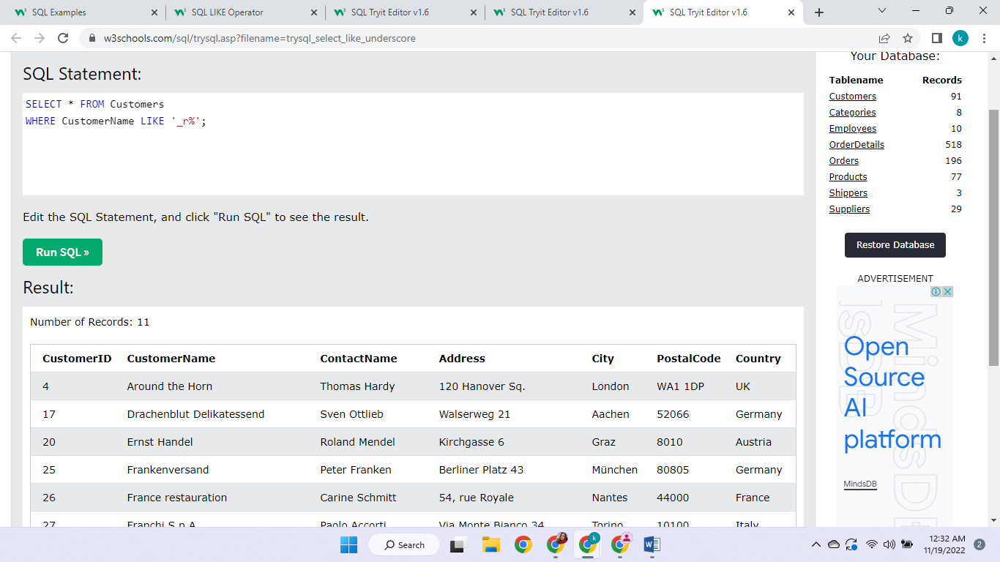 SQL Examples
SQL LIKE Operator
SQL Tryit Editor v1.6
SQL Tryit Editor v1.6
SQL Tryit Editor v1.6
w3schools.com/sql/trysql.asp?filename=trysql_select_like_underscore
k
SQL Statement:
SELECT * FROM Customers
WHERE CustomerName LIKE '_r%';
Edit the SQL Statement, and click "Run SQL" to see the result.
Run SQL »
Result:
Number of Records: 11
CustomerID CustomerName ContactName Address City PostalCode Country
4 Around the Horn Thomas Hardy 120 Hanover Sq. London WA1 1DP UK
17 Drachenblut Delikatessend Sven Ottlieb Walserweg 21 Aachen 52066 Germany
20 Ernst Handel Roland Mendel Kirchgasse 6 Graz 8010 Austria
25 Frankenversand Peter Franken Berliner Platz 43 München 80805 Germany
26 France restauration Carine Schmitt 54, rue Royale Nantes 44000 France
27 Franchi S.p.A. Paolo Accorti Via Monte Bianco 34 Torino 10100 Italy
Your Database:
Tablename Records
Customers 91
Categories 8
Employees 10
OrderDetails 518
Orders 196
Products 77
Shippers 3
Suppliers 29
Restore Database
ADVERTISEMENT
Open
Source
AI
platform
MindsDB
MindsDB
Search
k
12:32 AM
11/19/2022
2